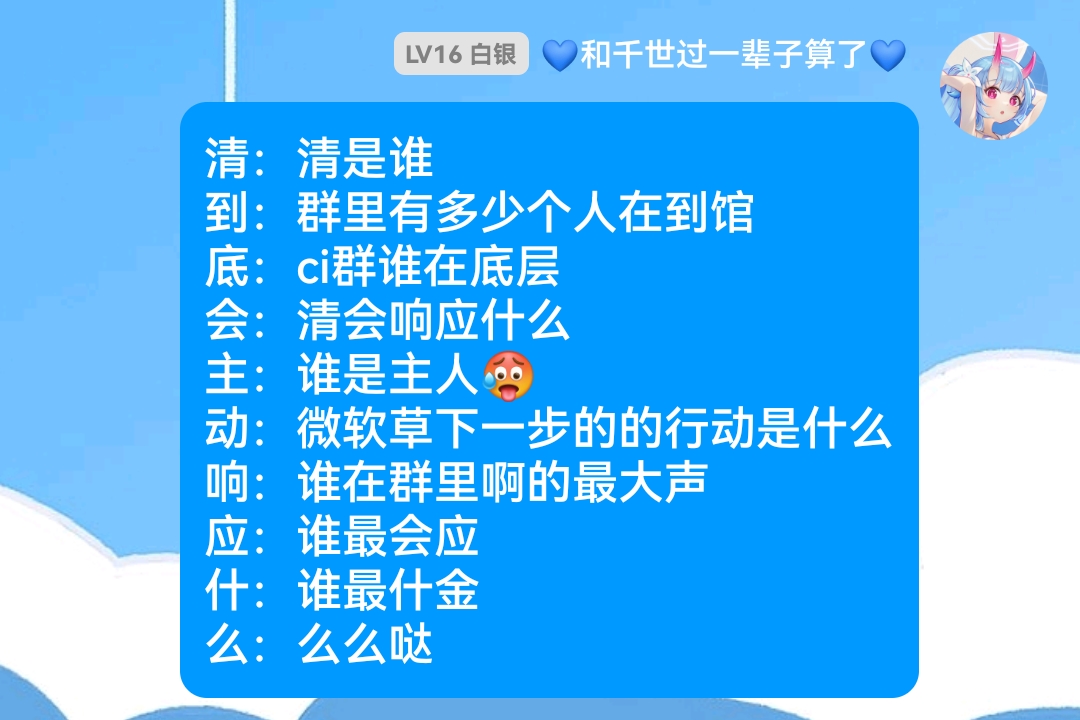 LV16 白银 💙和千世过一辈子算了💙
清：清是谁
到：群里有多少个人在到馆
底：ci群谁在底层
会：清会响应什么
主：谁是主人🥵
动：微软草下一步的的行动是什么
响：谁在群里啊的最大声
应：谁最会应
什：谁最什金
么：么么哒